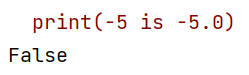 print(-5 is -5.0)
False